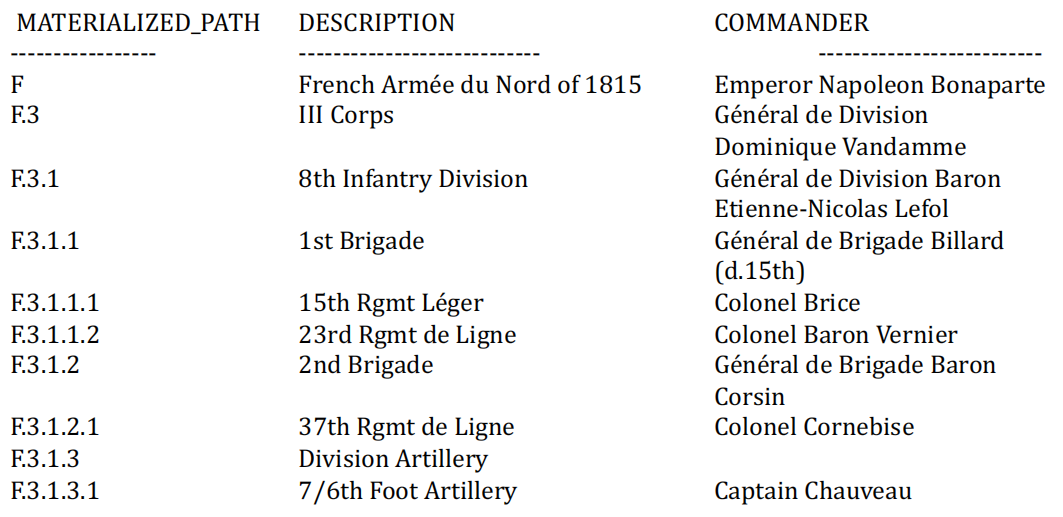 MATERIALIZED_PATH DESCRIPTION COMMANDER
----------------- --------------------------- -------------------------
F French Armée du Nord of 1815 Emperor Napoleon Bonaparte
F.3 III Corps Général de Division
Dominique Vandamme
F.3.1 8th Infantry Division Général de Division Baron
Etienne-Nicolas Lefol
F.3.1.1 1st Brigade Général de Brigade Billard
(d.15th)
F.3.1.1.1 15th Rgmt Léger Colonel Brice
F.3.1.1.2 23rd Rgmt de Ligne Colonel Baron Vernier
F.3.1.2 2nd Brigade Général de Brigade Baron
Corsin
F.3.1.2.1 37th Rgmt de Ligne Colonel Cornebise
F.3.1.3 Division Artillery
F.3.1.3.1 7/6th Foot Artillery Captain Chauveau